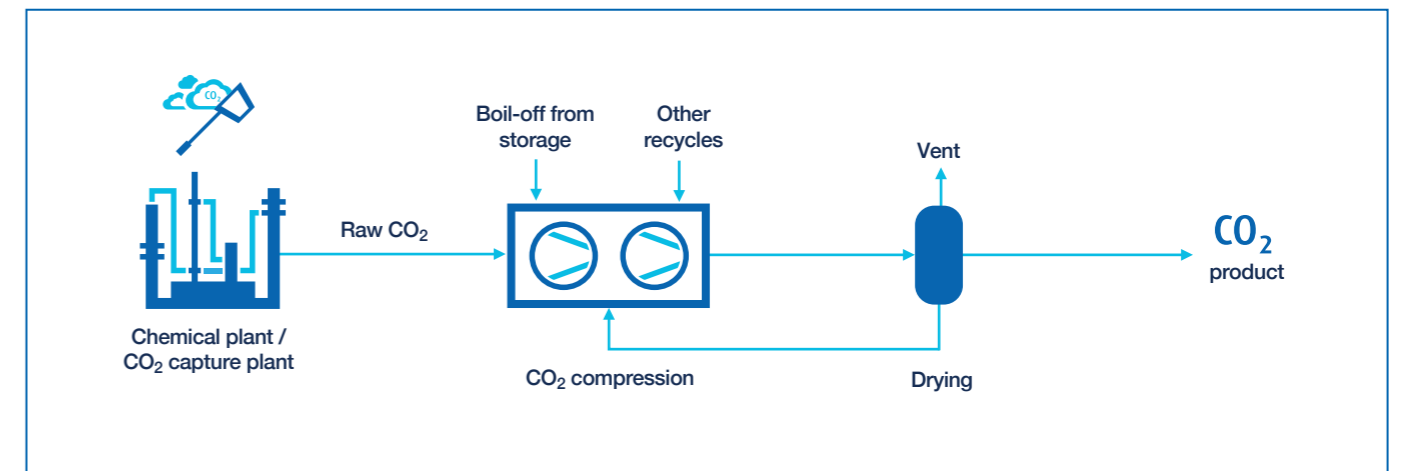 CO₂
Boil-off from
storage
Other
recycles
Vent
Raw CO₂
CO₂
product
Chemical plant /
CO₂ capture plant
CO₂ compression
Drying